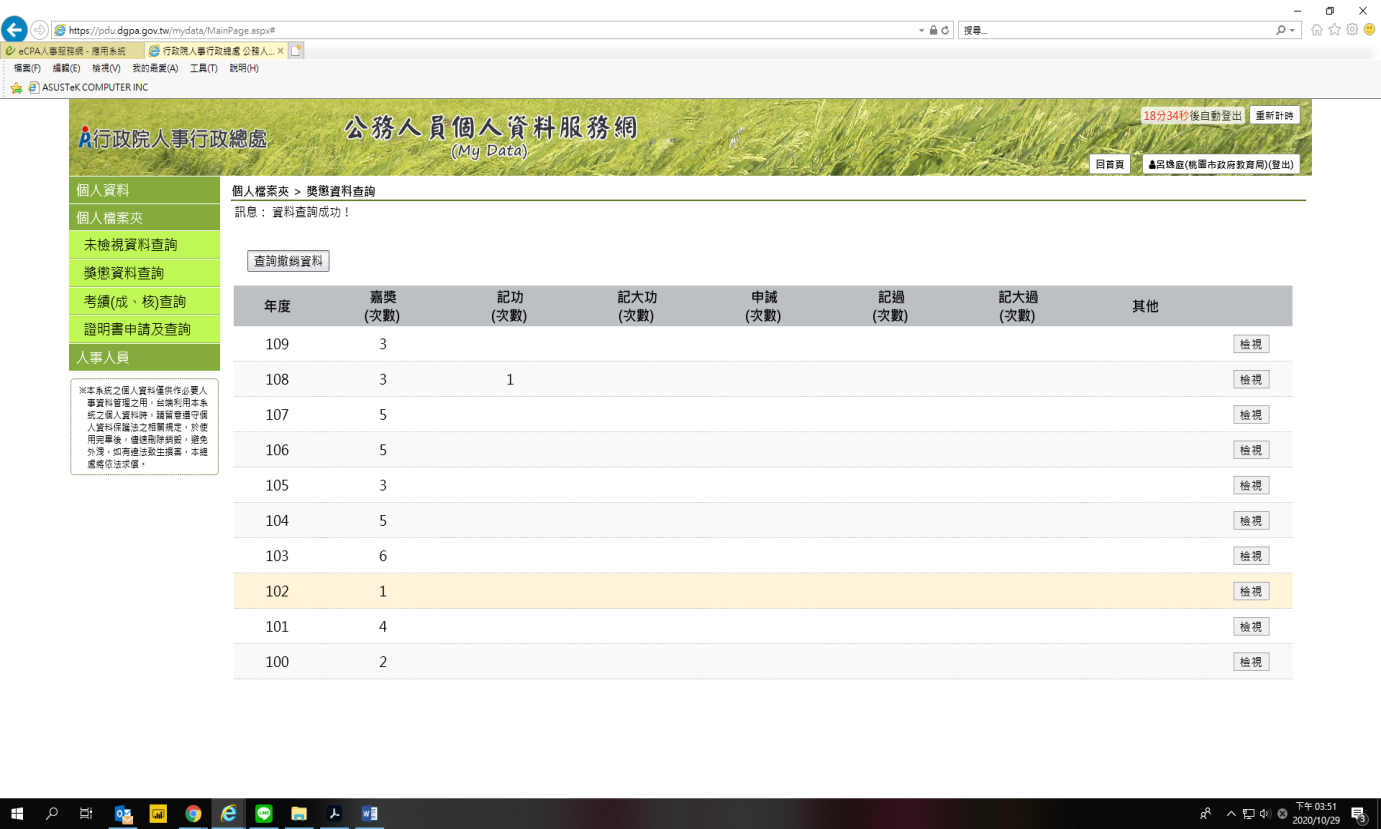 https://pdu.dgpa.gov.tw/mydata/MainPage.aspx#
搜尋...
eCPA人事服務網 - 應用系統
行政院人事行政總處 公務人...
檔案(F) 編輯(E) 檢視(V) 我的最愛(A) 工具(T) 說明(H)
ASUSTeK COMPUTER INC
行政院人事行政總處
公務人員個人資料服務網
(My Data)
18分34秒後自動登出
重新計時
回首頁
呂逸庭(桃園市政府教育局)(登出)
個人資料
個人檔案夾
未檢視資料查詢
獎懲資料查詢
考績(成、核)查詢
證明書申請及查詢
人事人員
※本系統之個人資料僅供作必要人
事資料管理之用，台端利用本系
統之個人資料時，請留意遵守個
人資料保護法之相關規定，於使
用完畢後，儘速刪除銷毀，避免
外洩，如有違法致生損害，本總
處將依法求償。
個人檔案夾 > 獎懲資料查詢
訊息： 資料查詢成功！
查詢撤銷資料
年度 嘉獎(次數) 記功(次數) 記大功(次數) 申誡(次數) 記過(次數) 記大過(次數) 其他
109 3 檢視
108 3 1 檢視
107 5 檢視
106 5 檢視
105 3 檢視
104 5 檢視
103 6 檢視
102 1 檢視
101 4 檢視
100 2 檢視
下午 03:51
2020/10/29
3